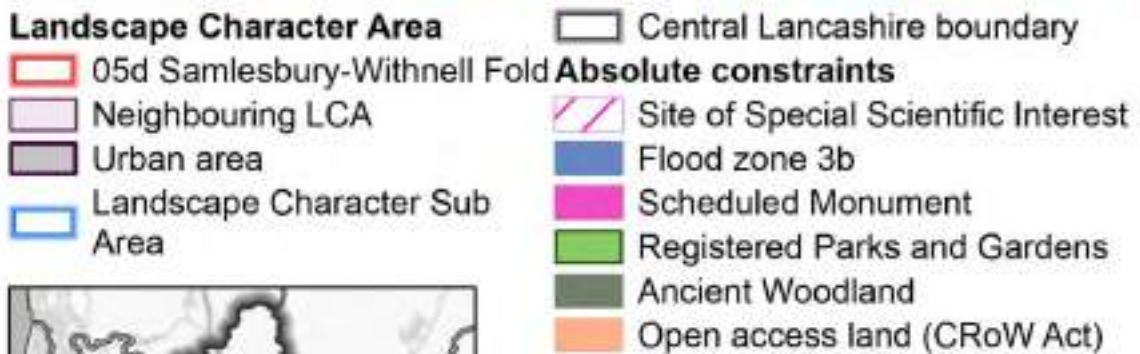 Landscape Character Area
05d Samlesbury-Withnell Fold
Neighbouring LCA
Urban area
Landscape Character Sub
Area
Central Lancashire boundary
Absolute constraints
Site of Special Scientific Interest
Flood zone 3b
Scheduled Monument
Registered Parks and Gardens
Ancient Woodland
Open access land (CRoW Act)